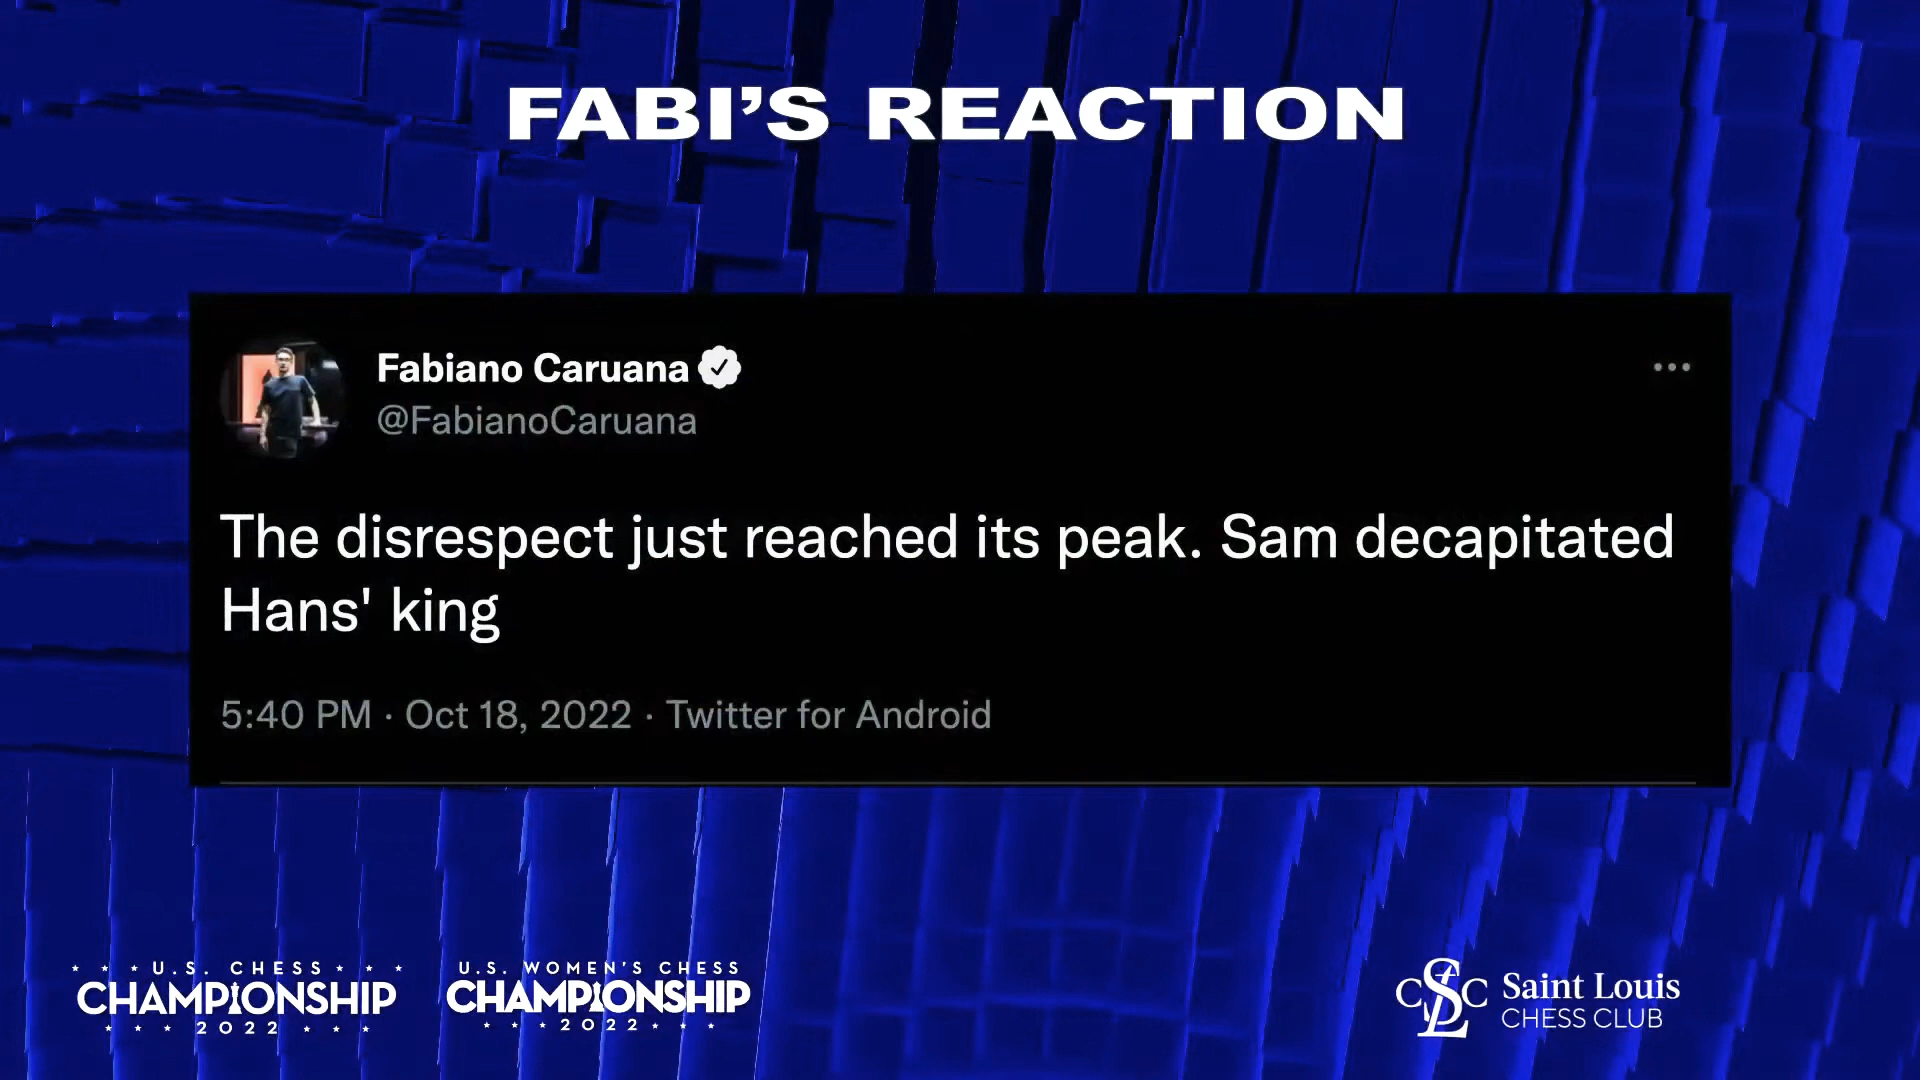 FABI'S REACTION
Fabiano Caruana
@FabianoCaruana
The disrespect just reached its peak. Sam decapitated
Hans' king
5:40 PM · Oct 18, 2022 · Twitter for Android
U.S. CHESS
CHAMPIONSHIP
2022
U.S. WOMEN'S CHESS
CHAMPIONSHIP
2022
CSLC
Saint Louis
CHESS CLUB